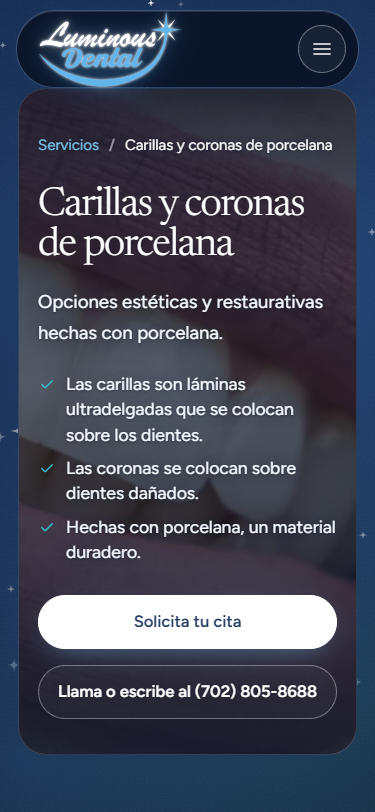 Luminous
Dental
Servicios / Carillas y coronas de porcelana
Carillas y coronas
de porcelana
Opciones estéticas y restaurativas
hechas con porcelana.
Las carillas son láminas
ultradelgadas que se colocan
sobre los dientes.
Las coronas se colocan sobre
dientes dañados.
Hechas con porcelana, un material
duradero.
Solicita tu cita
Llama o escribe al (702) 805-8688